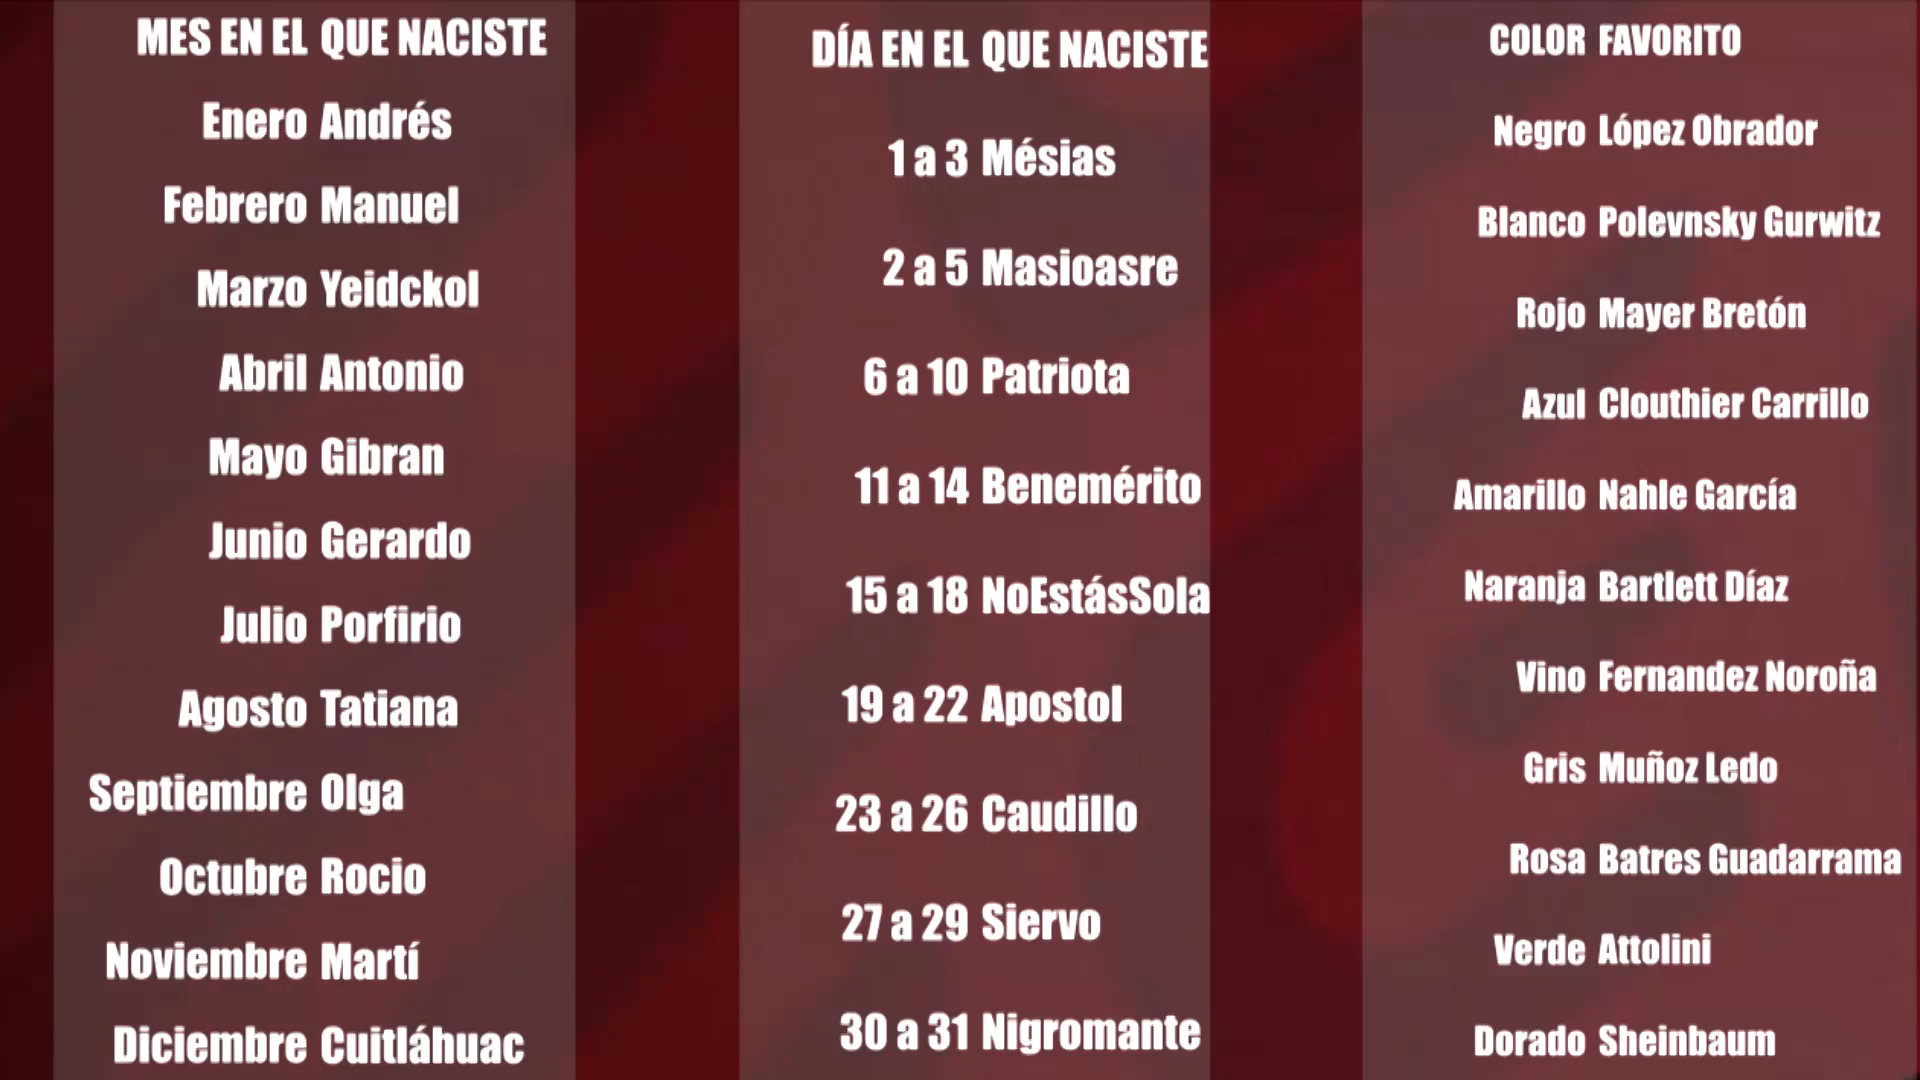 MES EN EL QUE NACISTE
Enero Andrés
Febrero Manuel
Marzo Yeidckol
Abril Antonio
Mayo Gibran
Junio Gerardo
Julio Porfirio
Agosto Tatiana
Septiembre Olga
Octubre Rocio
Noviembre Martí
Diciembre Cuitláhuac
DÍA EN EL QUE NACISTE
1 a 3 Mésias
2 a 5 Masioasre
6 a 10 Patriota
11 a 14 Benemérito
15 a 18 NoEstásSola
19 a 22 Apostol
23 a 26 Caudillo
27 a 29 Siervo
30 a 31 Nigromante
COLOR FAVORITO
Negro López Obrador
Blanco Polevnsky Gurwitz
Rojo Mayer Bretón
Azul Clouthier Carrillo
Amarillo Nahle García
Naranja Bartlett Díaz
Vino Fernandez Noroña
Gris Muñoz Ledo
Rosa Batres Guadarrama
Verde Attolini
Dorado Sheinbaum